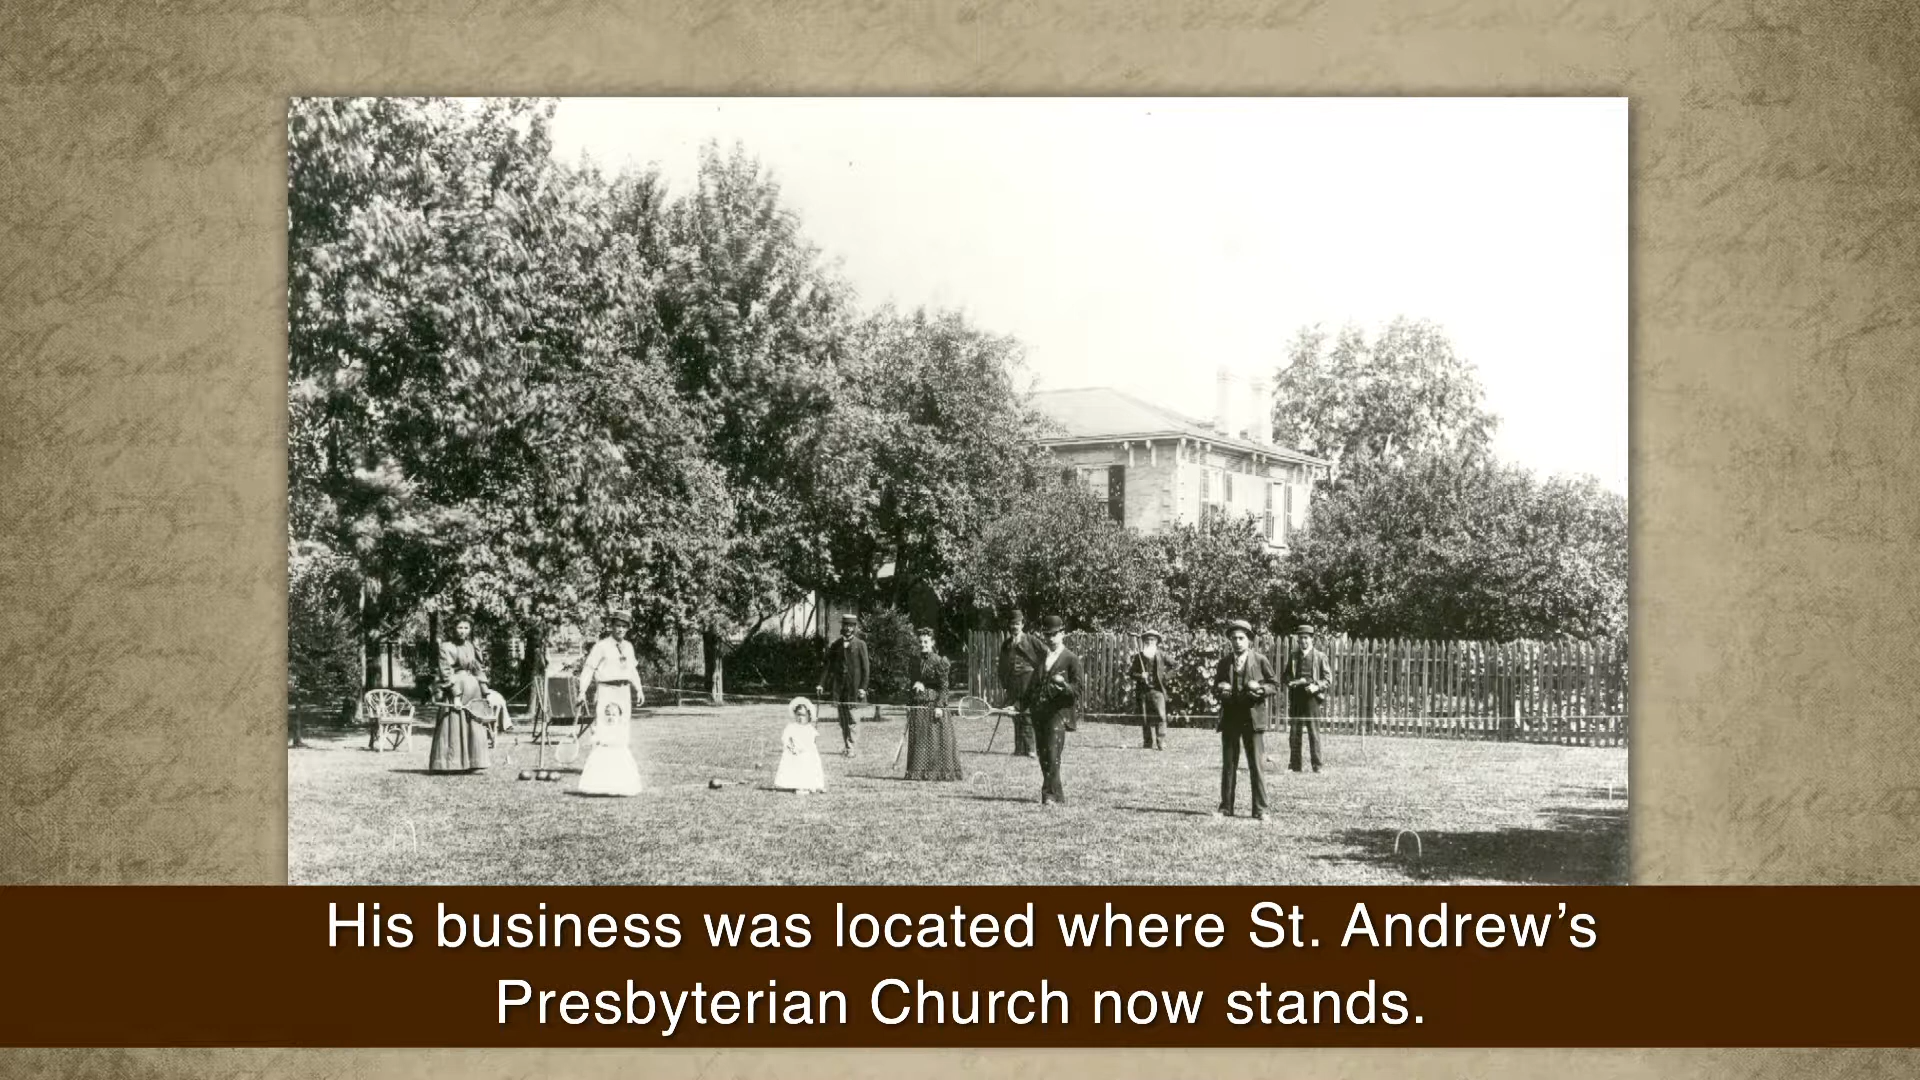 His business was located where St. Andrew’s
Presbyterian Church now stands.